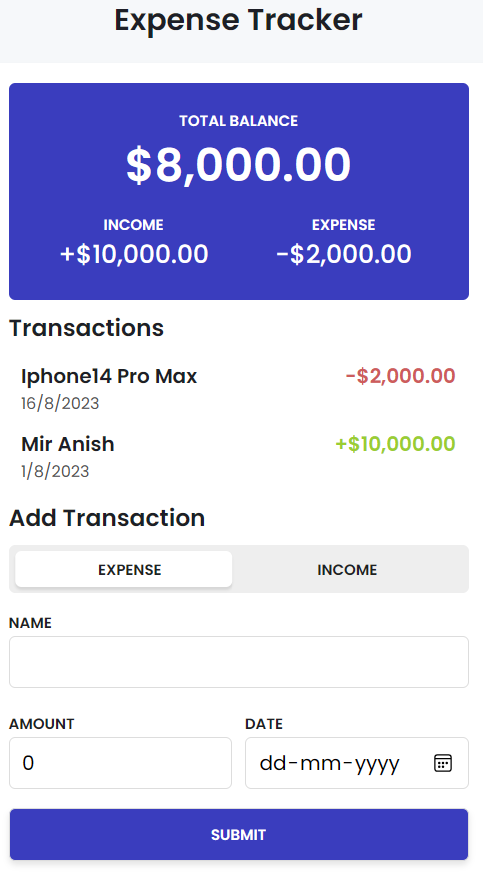 Expense Tracker
TOTAL BALANCE
$8,000.00
INCOME EXPENSE
+$10,000.00 -$2,000.00
Transactions
Iphone14 Pro Max -$2,000.00
16/8/2023
Mir Anish +$10,000.00
1/8/2023
Add Transaction
EXPENSE INCOME
NAME
AMOUNT DATE
0 dd-mm-yyyy
SUBMIT